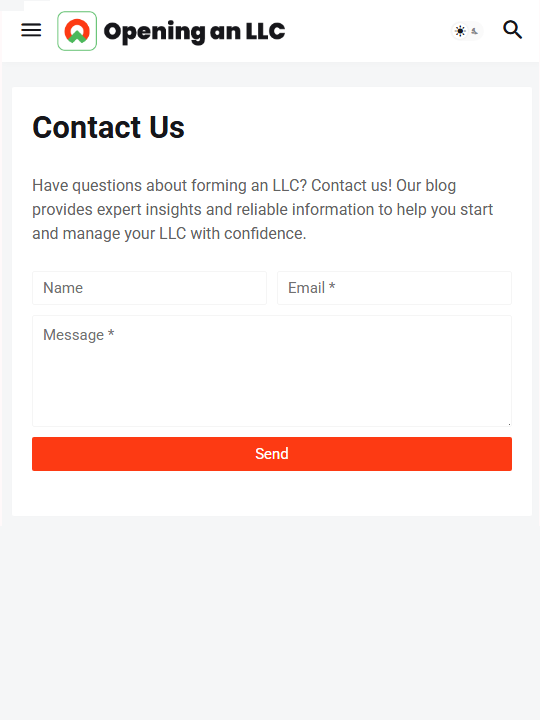 Opening an LLC
Contact Us
Have questions about forming an LLC? Contact us! Our blog
provides expert insights and reliable information to help you start
and manage your LLC with confidence.
Name
Email *
Message *
Send